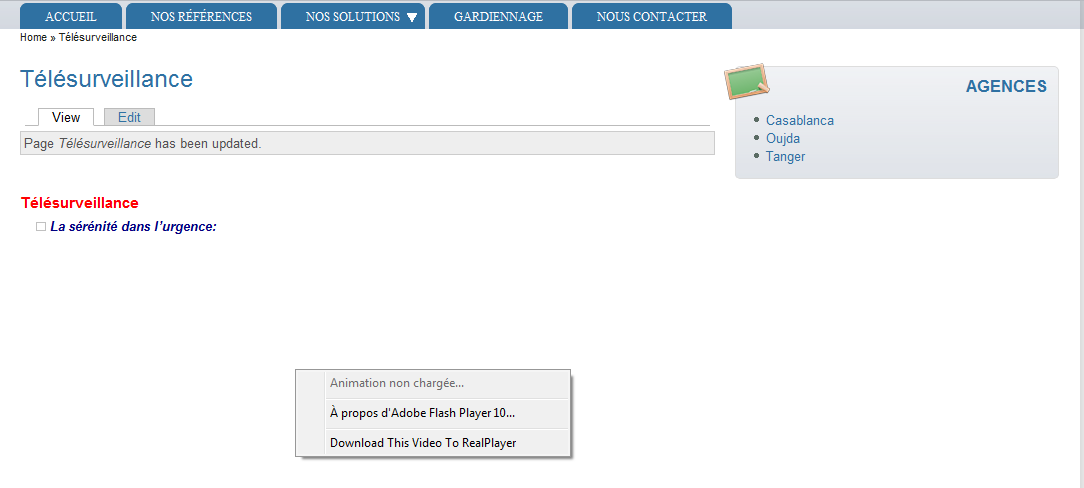 ACCUEIL NOS RÉFÉRENCES NOS SOLUTIONS GARDIENNAGE NOUS CONTACTER
Home » Télésurveillance
Télésurveillance
View Edit
Page Télésurveillance has been updated.
AGENCES
Casablanca
Oujda
Tanger
Télésurveillance
La sérénité dans l’urgence:
Animation non chargée...
À propos d'Adobe Flash Player 10...
Download This Video To RealPlayer